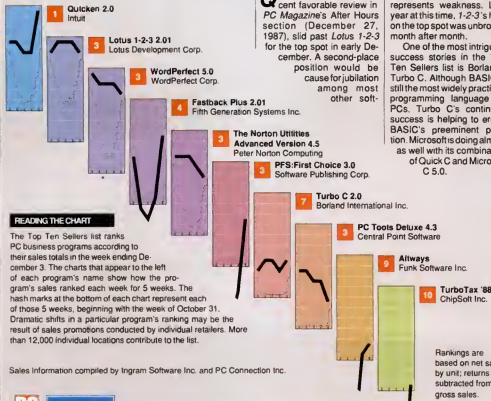 Quicken 2.0
Intuit
1
Lotus 1-2-3 2.01
Lotus Development Corp.
3
WordPerfect 5.0
WordPerfect Corp.
3
Fastback Plus 2.01
Fifth Generation Systems Inc.
4
The Norton Utilities
Advanced Version 4.5
Peter Norton Computing
3
PFS:First Choice 3.0
Software Publishing Corp.
3
Turbo C 2.0
Borland International Inc.
7
PC Tools Deluxe 4.3
Central Point Software
3
Allways
Funk Software Inc.
9
TurboTax '88
ChipSoft Inc.
10
cent favorable review in
PC Magazine's After Hours
section (December 27,
1987), slid past Lotus 1-2-3
for the top spot in early De-
cember. A second-place
position would be
cause for jubilation
among most
other soft-
represents weakness. L
year at this time, 1-2-3's h
on the top spot was unbro
month after month.
One of the most intrig
success stories in the
Ten Sellers list is Borlan
Turbo C. Although BASI
still the most widely practi
programming language
PCs, Turbo C's contin
success is helping to er
BASIC's preeminent p
tion. Microsoft is doing alm
as well with its combina
of Quick C and Micro
C 5.0.
READING THE CHART
The Top Ten Sellers list ranks
PC business programs according to
their sales totals in the week ending De-
cember 3. The charts that appear to the left
of each program's name show how the pro-
gram's sales ranked each week for 5 weeks. The
hash marks at the bottom of each chart represent each
of those 5 weeks, beginning with the week of October 31.
Dramatic shifts in a particular program's ranking may be the
result of sales promotions conducted by individual retailers. More
than 12,000 individual locations contribute to the list.
Sales information compiled by Ingram Software Inc. and PC Connection Inc.
Rankings are
based on net sa
by unit; returns
subtracted from
gross sales.